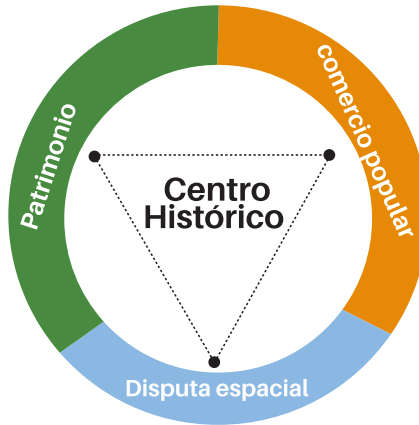 Patrimonio
comercio popular
Centro
Histórico
Disputa espacial